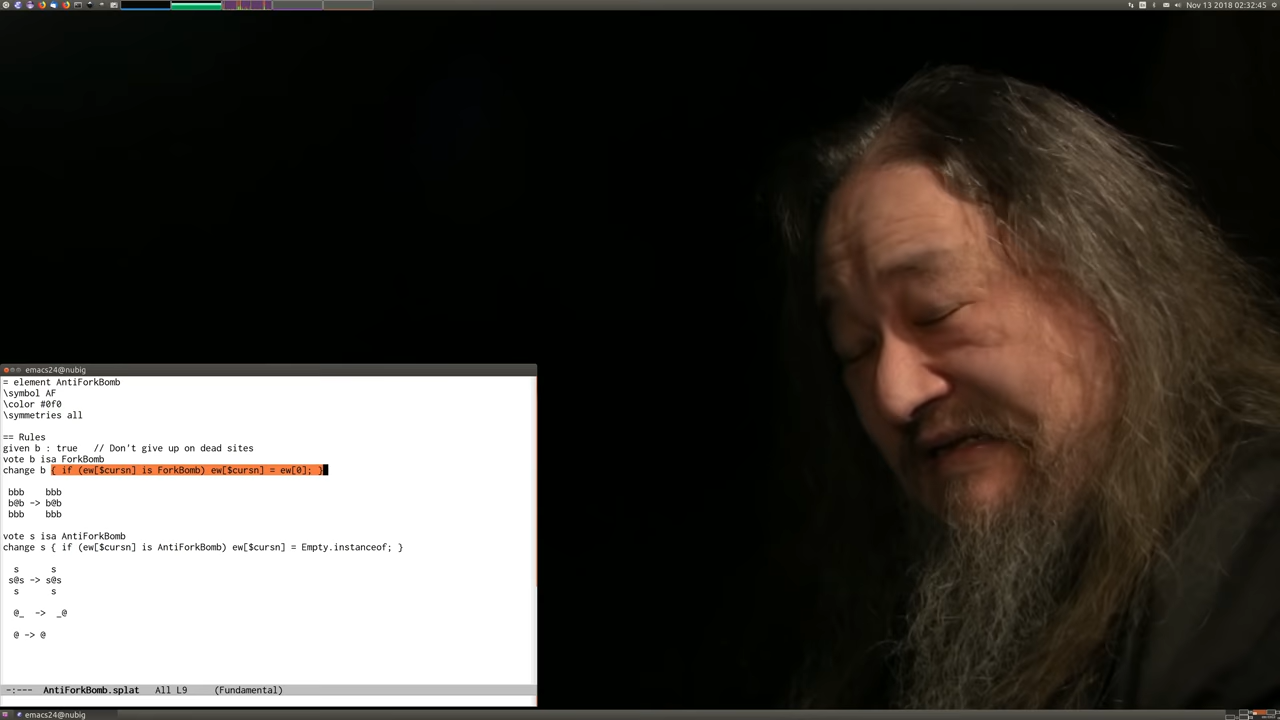 Nov 13 2018 02:32:45
emacs24@nubig
= element AntiForkBomb
\symbol AF
\color #0f0
\symmetries all
== Rules
given b : true   // Don't give up on dead sites
vote b isa ForkBomb
change b { if (ew[$cursn] is ForkBomb) ew[$cursn] = ew[0]; }
bbb     bbb
b@b -> b@b
bbb     bbb
vote s isa AntiForkBomb
change s { if (ew[$cursn] is AntiForkBomb) ew[$cursn] = Empty.instanceof; }
s      s
s@s -> s@s
s      s
@_  ->  _@
@ -> @
-:---  AntiForkBomb.splat   All L9     (Fundamental)
emacs24@nubig